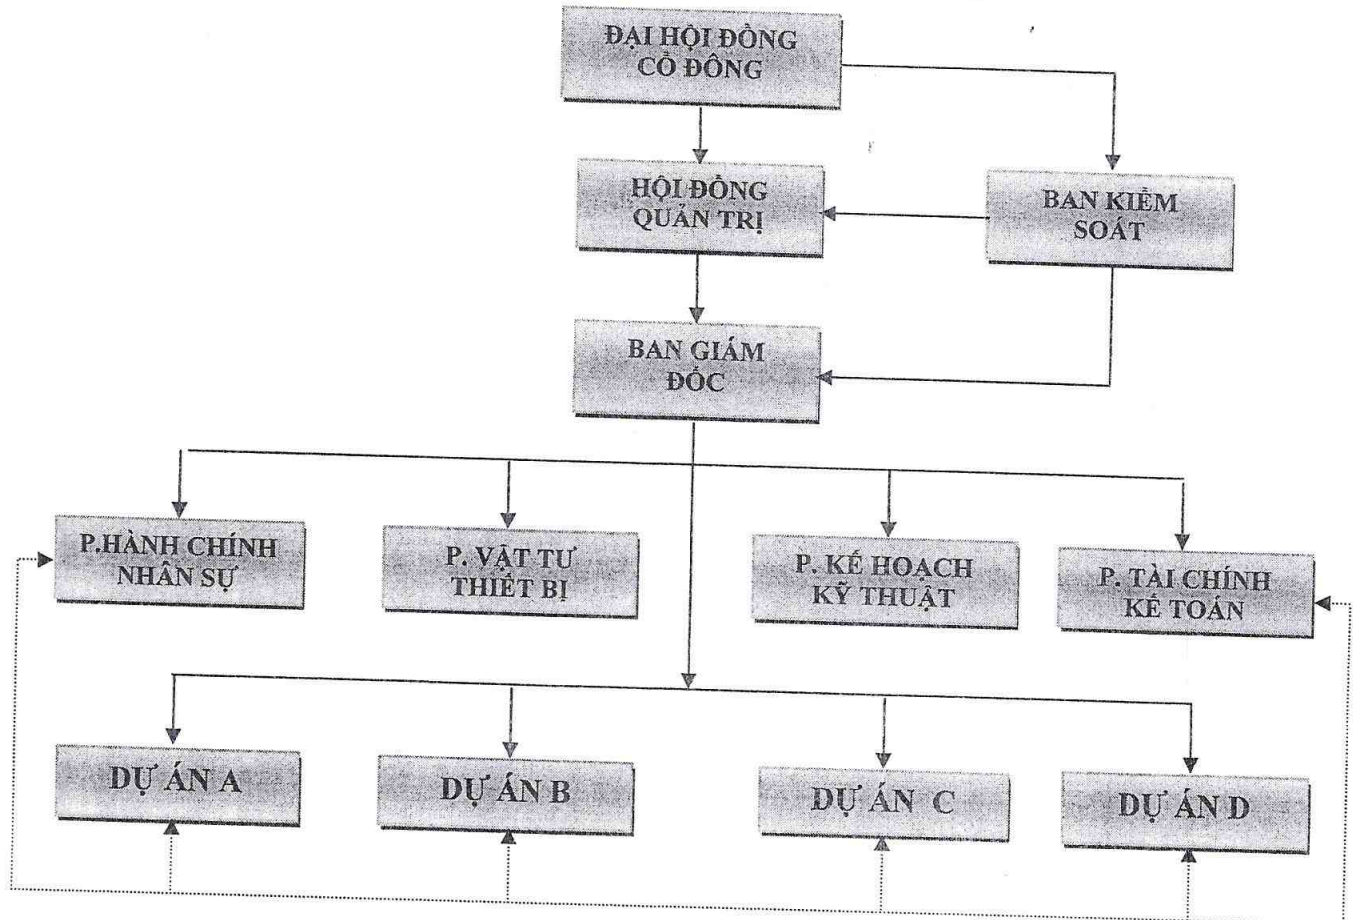 ĐẠI HỘI ĐỒNG
CỔ ĐÔNG
HỘI ĐỒNG
QUẢN TRỊ
BAN KIỂM
SOÁT
BAN GIÁM
ĐỐC
P.HÀNH CHÍNH
NHÂN SỰ
P. VẬT TƯ
THIẾT BỊ
P. KẾ HOẠCH
KỸ THUẬT
P. TÀI CHÍNH
KẾ TOÁN
DỰ ÁN A
DỰ ÁN B
DỰ ÁN C
DỰ ÁN D